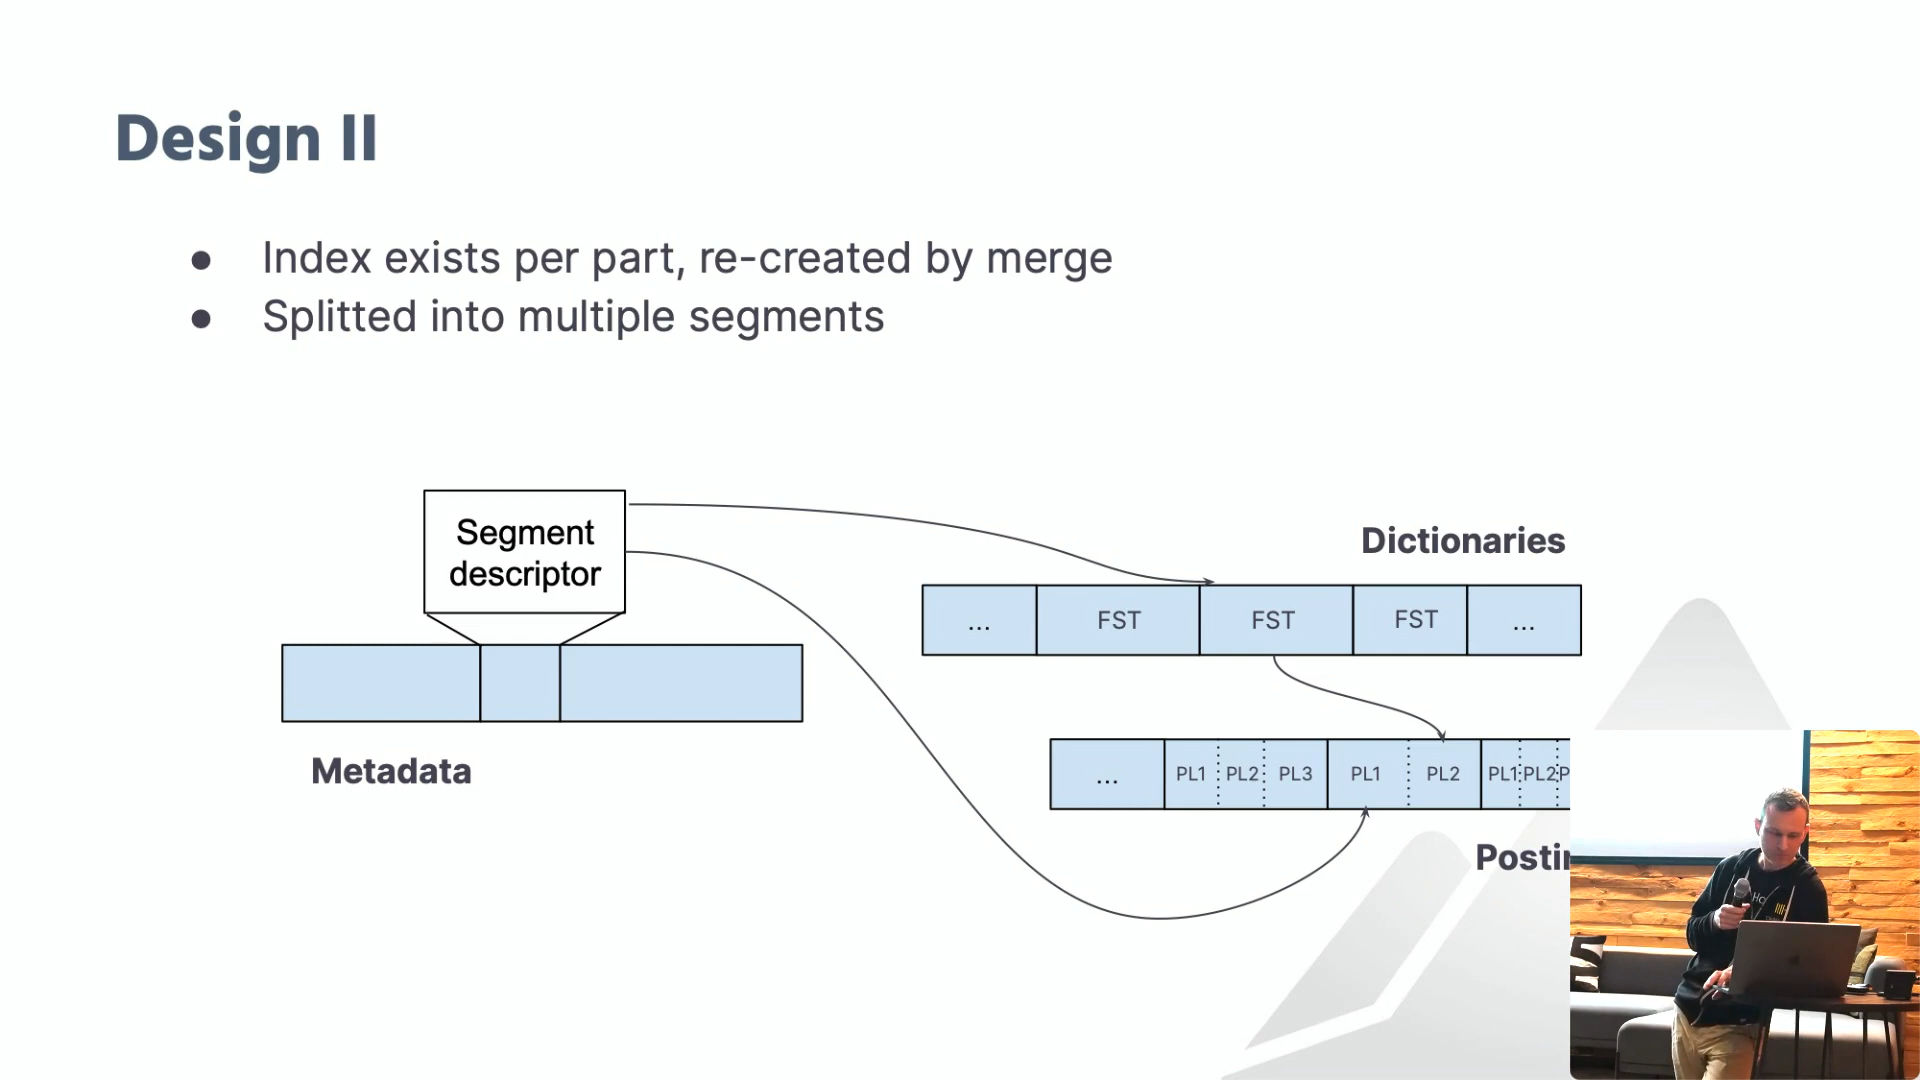 Design II
● Index exists per part, re-created by merge
● Splitted into multiple segments
Segment
descriptor
Metadata
Dictionaries
... FST FST FST ...
... PL1 PL2 PL3 PL1 PL2 PL1 PL2